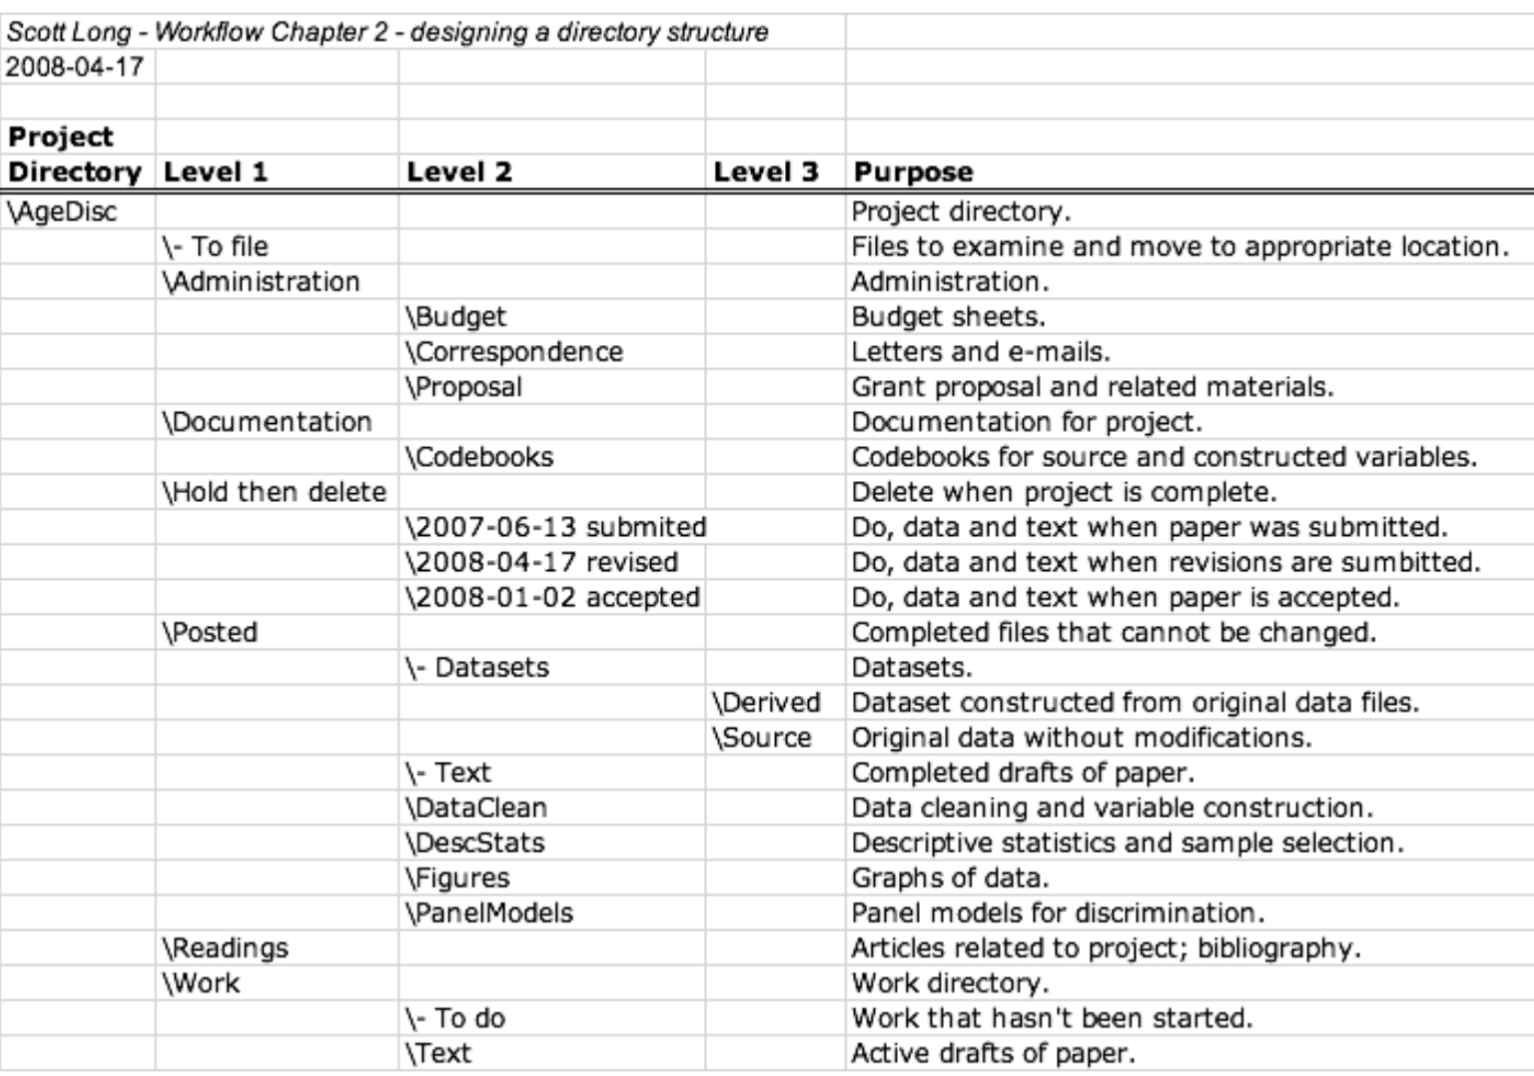 Scott Long - Workflow Chapter 2 - designing a directory structure
2008-04-17
Project
Directory Level 1 Level 2 Level 3 Purpose
\AgeDisc Project directory.
\- To file Files to examine and move to appropriate location.
\Administration Administration.
\Budget Budget sheets.
\Correspondence Letters and e-mails.
\Proposal Grant proposal and related materials.
\Documentation Documentation for project.
\Codebooks Codebooks for source and constructed variables.
\Hold then delete Delete when project is complete.
\2007-06-13 submited Do, data and text when paper was submitted.
\2008-04-17 revised Do, data and text when revisions are sumbitted.
\2008-01-02 accepted Do, data and text when paper is accepted.
\Posted Completed files that cannot be changed.
\- Datasets Datasets.
\Derived Dataset constructed from original data files.
\Source Original data without modifications.
\- Text Completed drafts of paper.
\DataClean Data cleaning and variable construction.
\DescStats Descriptive statistics and sample selection.
\Figures Graphs of data.
\PanelModels Panel models for discrimination.
\Readings Articles related to project; bibliography.
\Work Work directory.
\- To do Work that hasn't been started.
\Text Active drafts of paper.